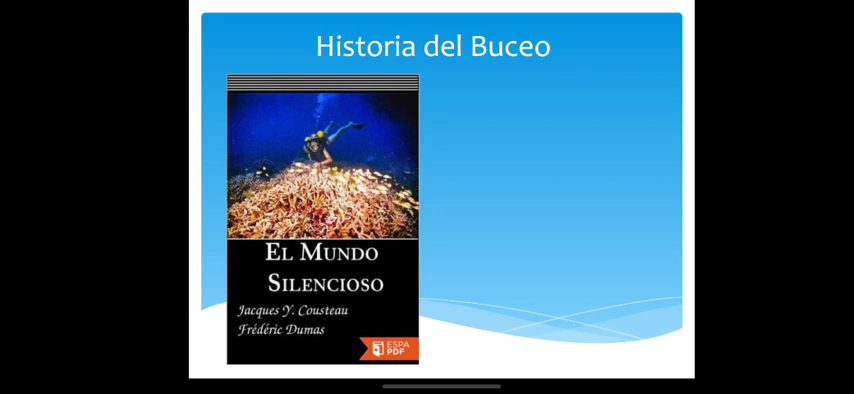 Historia del Buceo
El Mundo
Silencioso
Jacques Y. Cousteau
Frédéric Dumas
ESPA
PDF